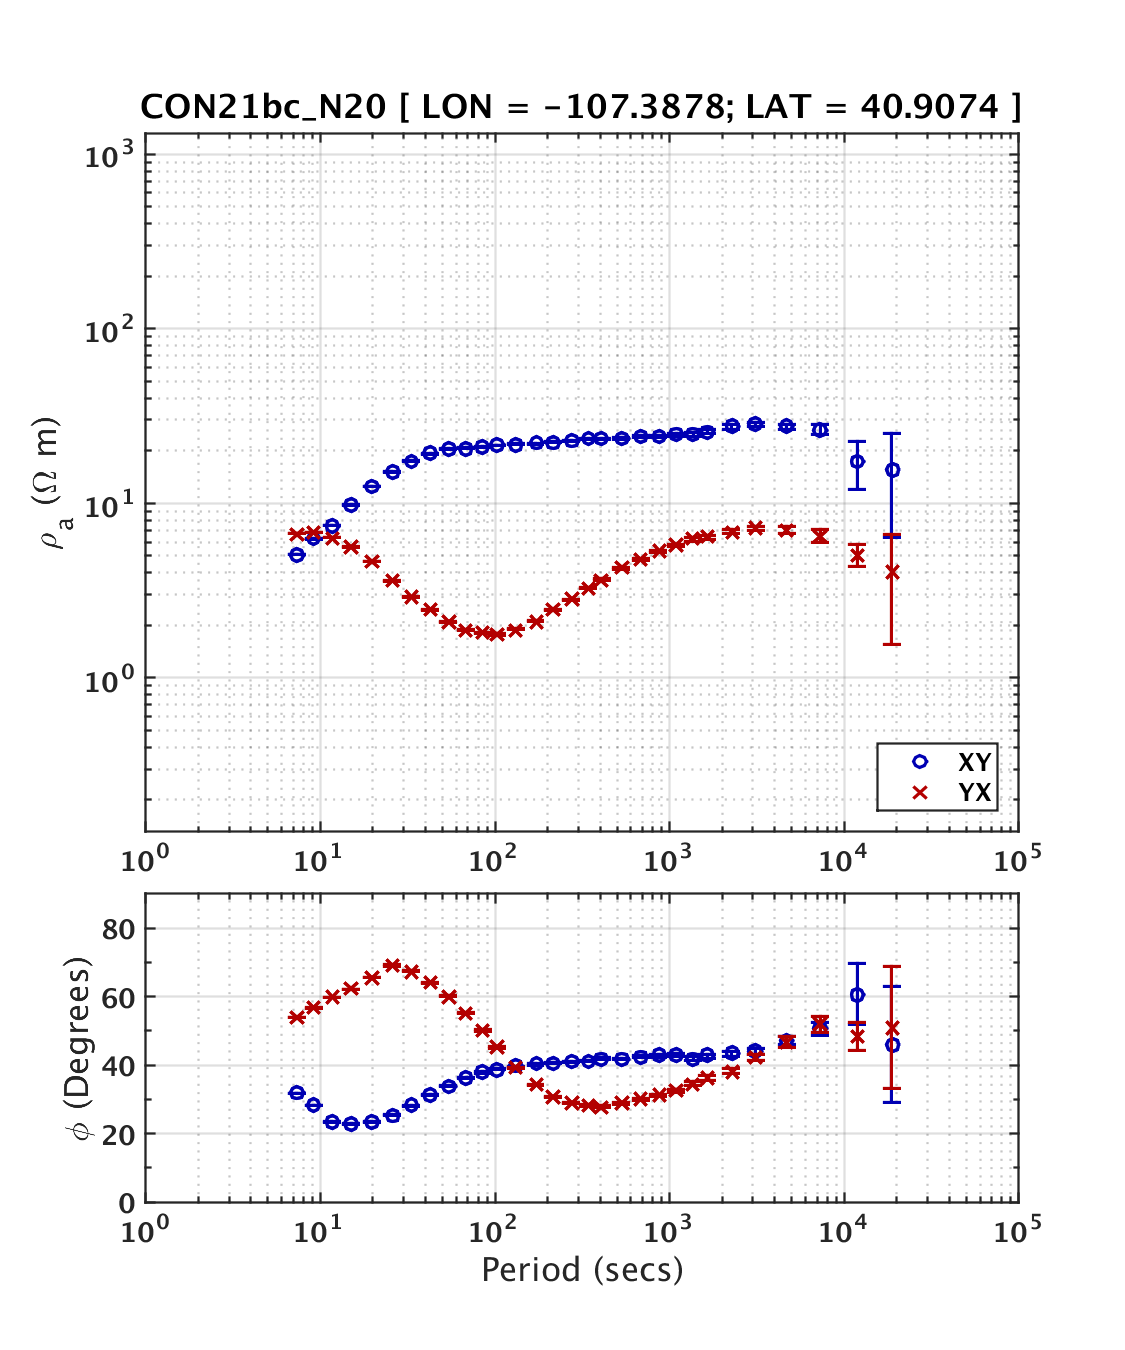 CON21bc_N20 [ LON = -107.3878; LAT = 40.9074 ]
10³
10²
10¹
10⁰
ρₐ (Ω m)
XY
YX
10⁰ 10¹ 10² 10³ 10⁴ 10⁵
80
60
40
20
0
ϕ (Degrees)
10⁰ 10¹ 10² 10³ 10⁴ 10⁵
Period (secs)